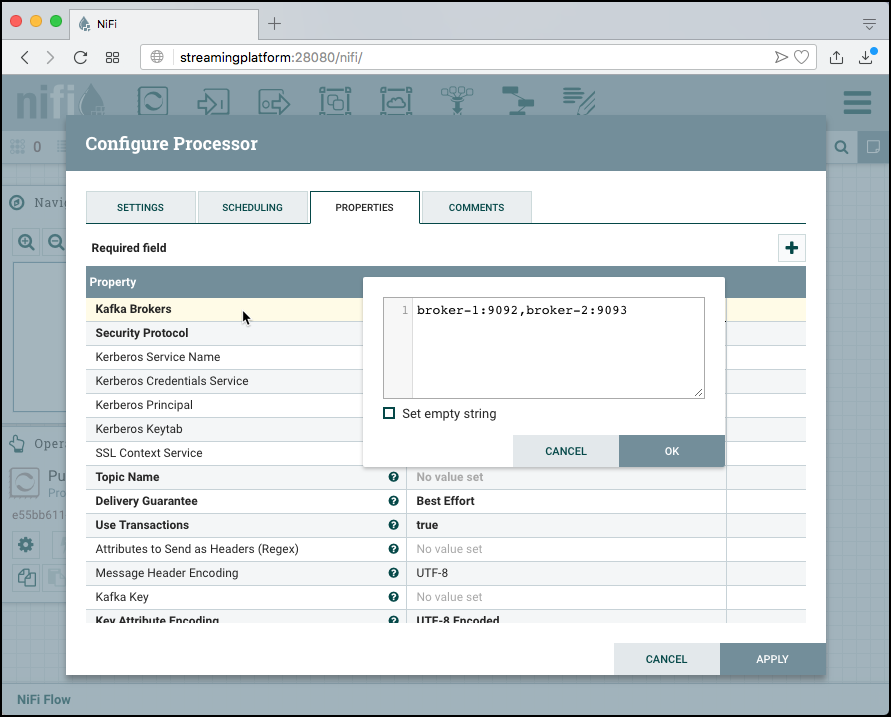 NiFi
streamingplatform:28080/nifi/
nifi
0
Configure Processor
Navi
SETTINGS
SCHEDULING
PROPERTIES
COMMENTS
Required field
Property
Kafka Brokers
1 broker-1:9092,broker-2:9093
Security Protocol
Kerberos Service Name
Kerberos Credentials Service
Kerberos Principal
Set empty string
Kerberos Keytab
Oper
SSL Context Service
CANCEL
OK
Topic Name
No value set
Pu
Pro
Delivery Guarantee
Best Effort
e55bb611
Use Transactions
true
Attributes to Send as Headers (Regex)
No value set
Message Header Encoding
UTF-8
Kafka Key
No value set
Key Attribute Encoding
UTF-8 Encoded
CANCEL
APPLY
NiFi Flow